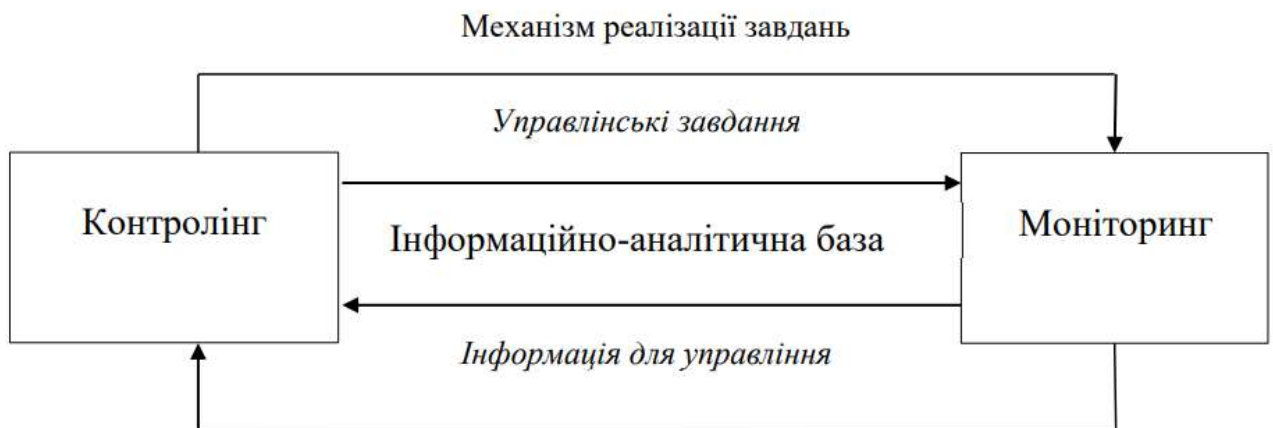 Механізм реалізації завдань
Управлінські завдання
Контролінг
Інформаційно-аналітична база
Моніторинг
Інформація для управління